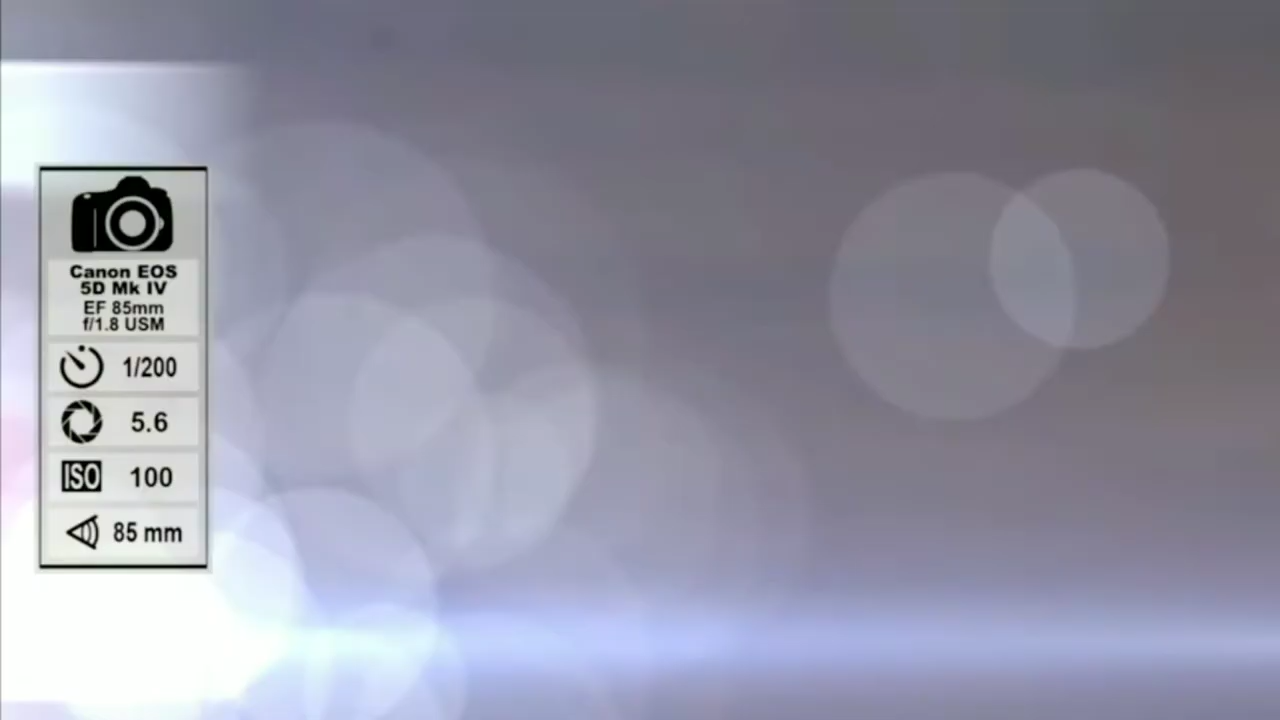 Canon EOS
5D Mk IV
EF 85mm
f/1.8 USM
1/200
5.6
ISO 100
85 mm